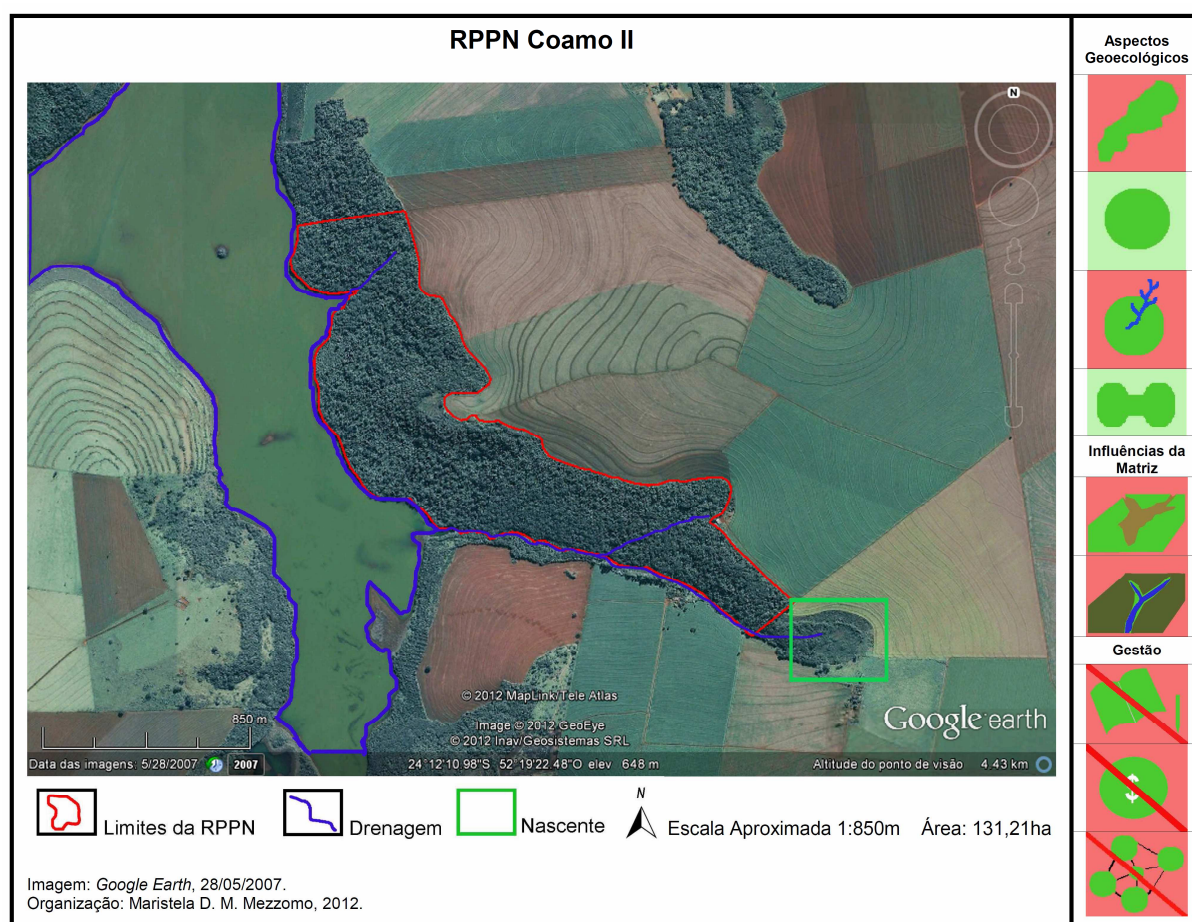 RPPN Coamo II
N
© 2012 MapLink/Tele Atlas
Image © 2012 GeoEye
© 2012 Inav/Geosistemas SRL
Google earth
850 m
Data das imagens: 5/28/2007
2007
24°12'10.98"S 52°19'22.48"O elev 648 m
Altitude do ponto de visão 4.43 km
Limites da RPPN
Drenagem
Nascente
N
Escala Aproximada 1:850m
Área: 131,21ha
Imagem: Google Earth, 28/05/2007.
Organização: Maristela D. M. Mezzomo, 2012.
Aspectos
Geoecológicos
Influências da
Matriz
Gestão
$